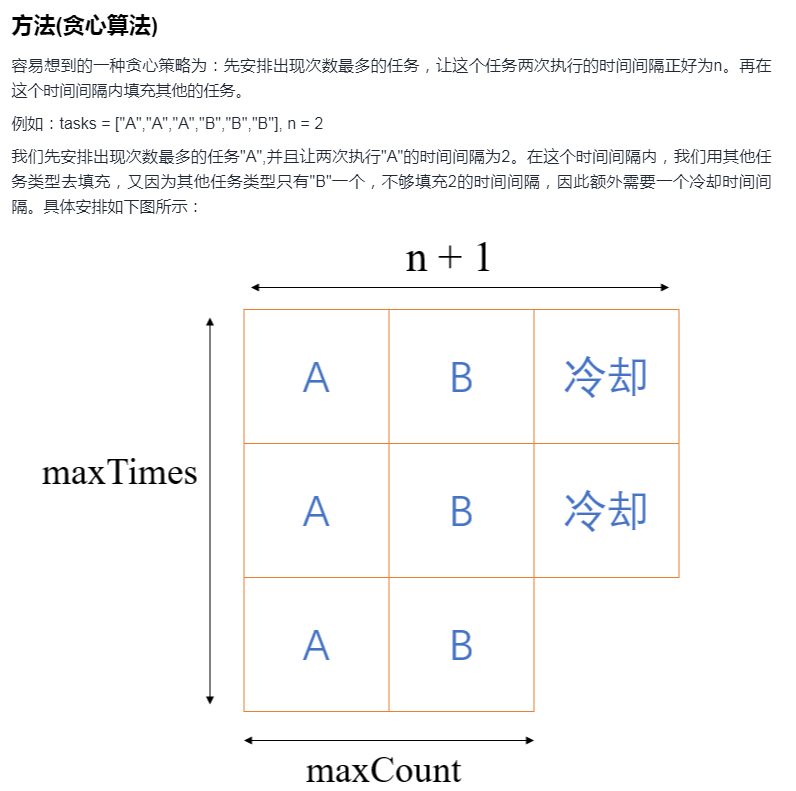 方法(贪心算法)
容易想到的一种贪心策略为：先安排出现次数最多的任务，让这个任务两次执行的时间间隔正好为n。再在
这个时间间隔内填充其他的任务。
例如：tasks = ["A","A","A","B","B","B"], n = 2
我们先安排出现次数最多的任务"A",并且让两次执行"A"的时间间隔为2。在这个时间间隔内，我们用其他任
务类型去填充，又因为其他任务类型只有"B"一个，不够填充2的时间间隔，因此额外需要一个冷却时间间
隔。具体安排如下图所示：
n + 1
A B 冷却
maxTimes
A B 冷却
A B
maxCount